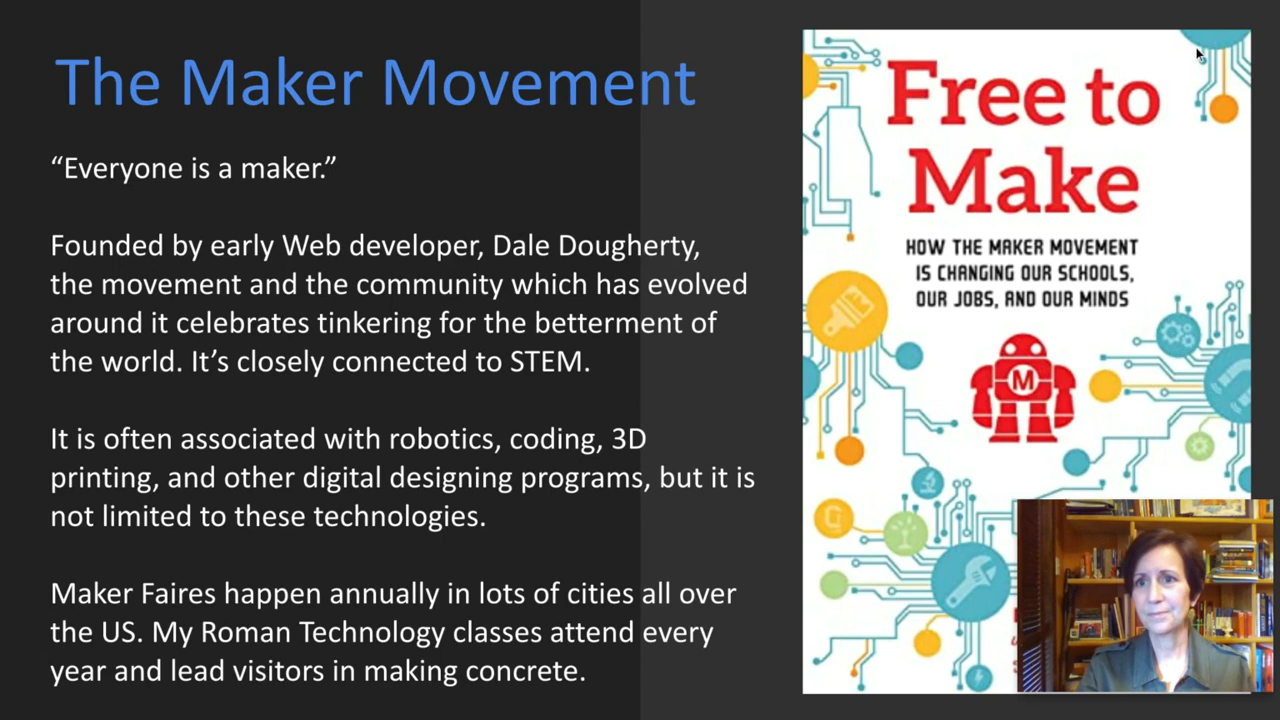 The Maker Movement
“Everyone is a maker.”
Founded by early Web developer, Dale Dougherty,
the movement and the community which has evolved
around it celebrates tinkering for the betterment of
the world. It’s closely connected to STEM.
It is often associated with robotics, coding, 3D
printing, and other digital designing programs, but it is
not limited to these technologies.
Maker Faires happen annually in lots of cities all over
the US. My Roman Technology classes attend every
year and lead visitors in making concrete.
Free to
Make
HOW THE MAKER MOVEMENT
IS CHANGING OUR SCHOOLS,
OUR JOBS, AND OUR MINDS
M